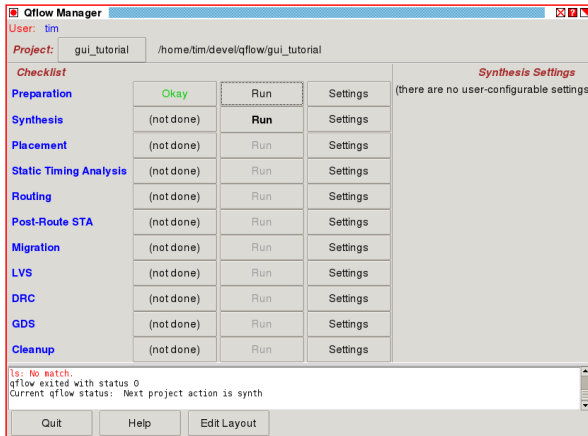 Qflow Manager
User: tim
Project: gui_tutorial /home/tim/devel/qflow/gui_tutorial
Checklist Synthesis Settings
Preparation Okay Run Settings (there are no user-configurable settings
Synthesis (not done) Run Settings
Placement (not done) Run Settings
Static Timing Analysis (not done) Run Settings
Routing (not done) Run Settings
Post-Route STA (not done) Run Settings
Migration (not done) Run Settings
LVS (not done) Run Settings
DRC (not done) Run Settings
GDS (not done) Run Settings
Cleanup (not done) Run Settings
ls: No match.
qflow exited with status 0
Current qflow status: Next project action is synth
Quit Help Edit Layout